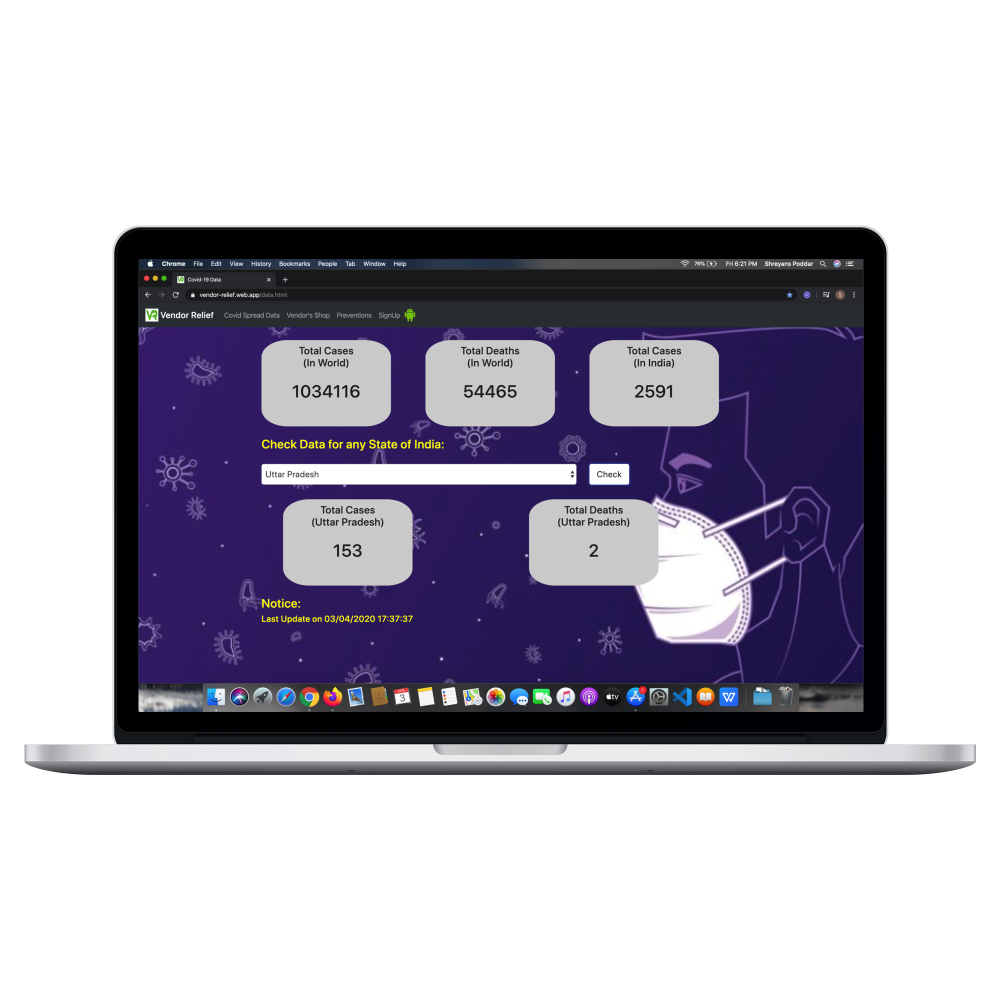 Chrome File Edit View History Bookmarks People Tab Window Help
76% Fri 6:21 PM Shreyans Poddar
VR Covid-19 Data
vendor-relief.web.app/data.html
S
VR Vendor Relief Covid Spread Data Vendor's Shop Preventions SignUp
Total Cases
(In World)
1034116
Total Deaths
(In World)
54465
Total Cases
(In India)
2591
Check Data for any State of India:
Uttar Pradesh
Check
Total Cases
(Uttar Pradesh)
153
Total Deaths
(Uttar Pradesh)
2
Notice:
Last Update on 03/04/2020 17:37:37
APR
3
tv
1
W